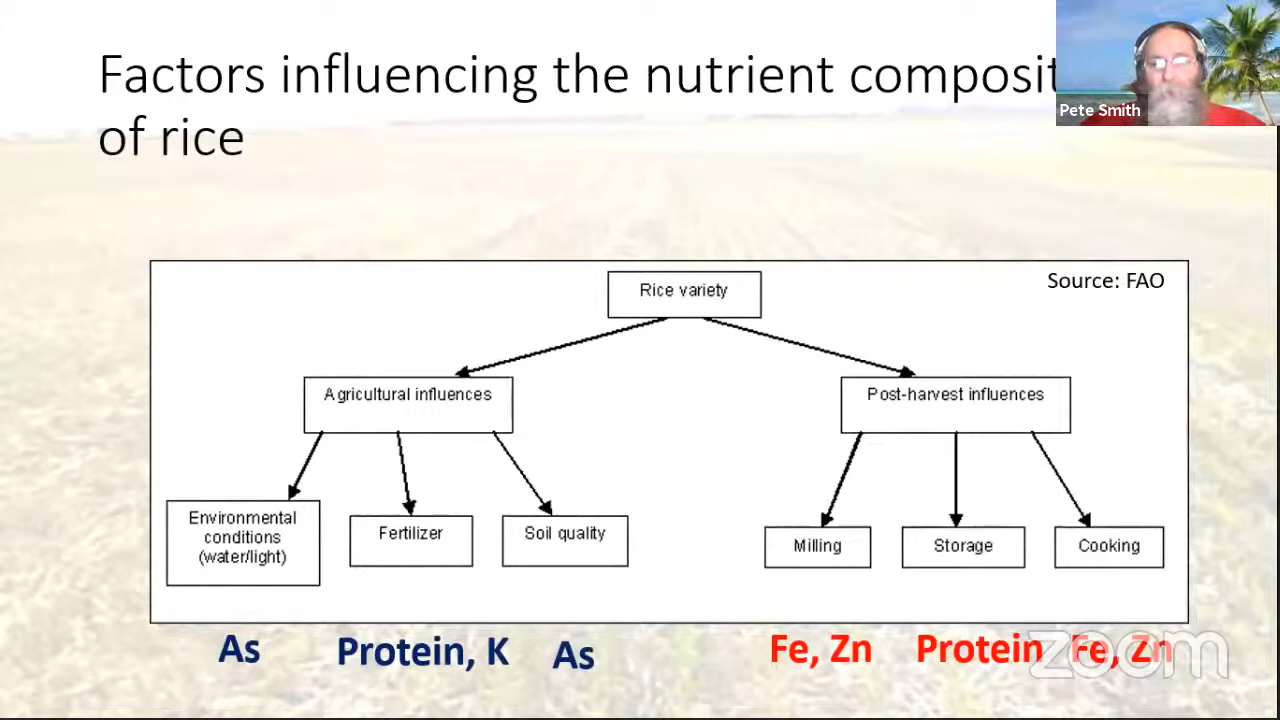 Factors influencing the nutrient composit
of rice
Pete Smith
Source: FAO
Rice variety
Agricultural influences
Post-harvest influences
Environmental
conditions
(water/light)
Fertilizer
Soil quality
Milling
Storage
Cooking
As
Protein, K
As
Fe, Zn
Protein
Fe, Zn
zoom